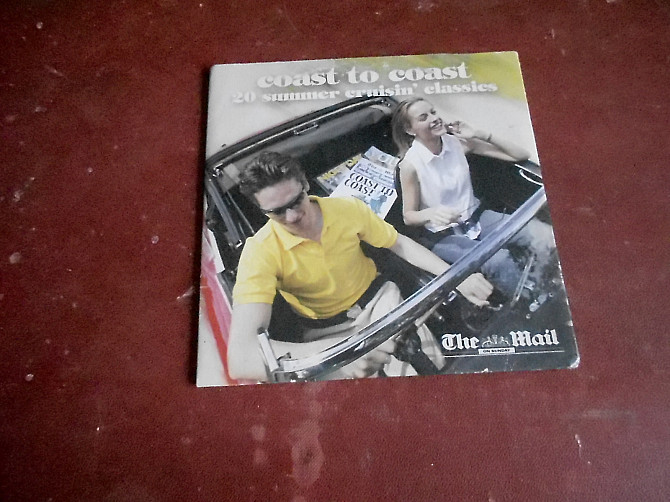 coast to coast
20 summer cruisin' classics
COAST TO
COAST
The Mail
ON SUNDAY